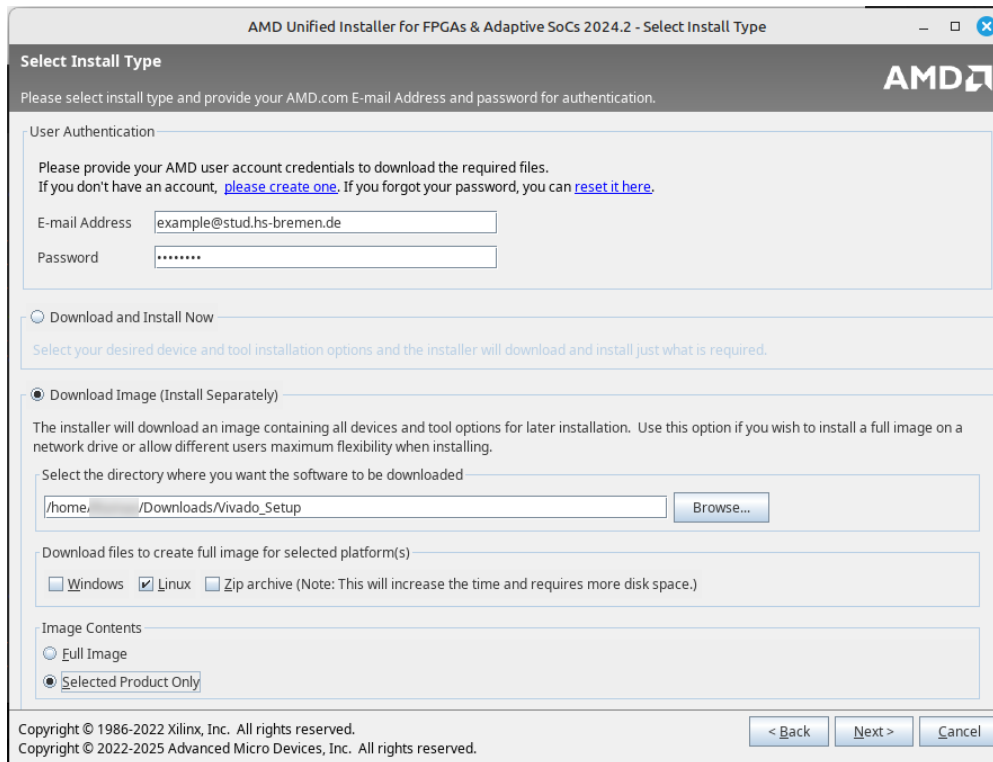 AMD Unified Installer for FPGAs & Adaptive SoCs 2024.2 - Select Install Type
Select Install Type
AMD
Please select install type and provide your AMD.com E-mail Address and password for authentication.
User Authentication
Please provide your AMD user account credentials to download the required files.
If you don't have an account, please create one. If you forgot your password, you can reset it here.
E-mail Address example@stud.hs-bremen.de
Password ••••••••
Download and Install Now
Select your desired device and tool installation options and the installer will download and install just what is required.
Download Image (Install Separately)
The installer will download an image containing all devices and tool options for later installation. Use this option if you wish to install a full image on a
network drive or allow different users maximum flexibility when installing.
Select the directory where you want the software to be downloaded
/home/ /Downloads/Vivado_Setup Browse...
Download files to create full image for selected platform(s)
Windows Linux Zip archive (Note: This will increase the time and requires more disk space.)
Image Contents
Full Image
Selected Product Only
Copyright © 1986-2022 Xilinx, Inc. All rights reserved.
Copyright © 2022-2025 Advanced Micro Devices, Inc. All rights reserved.
< Back Next > Cancel